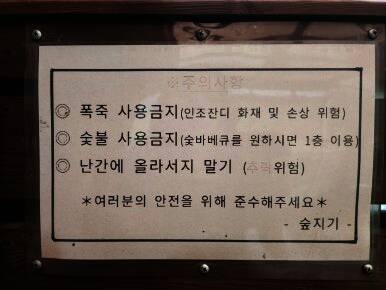 ※주의사항
◎ 폭죽 사용금지(인조잔디 화재 및 손상 위험)
◎ 숯불 사용금지(숯바베큐를 원하시면 1층 이용)
◎ 난간에 올라서지 말기 (추락위험)
*여러분의 안전을 위해 준수해주세요*
- 숲지기 -